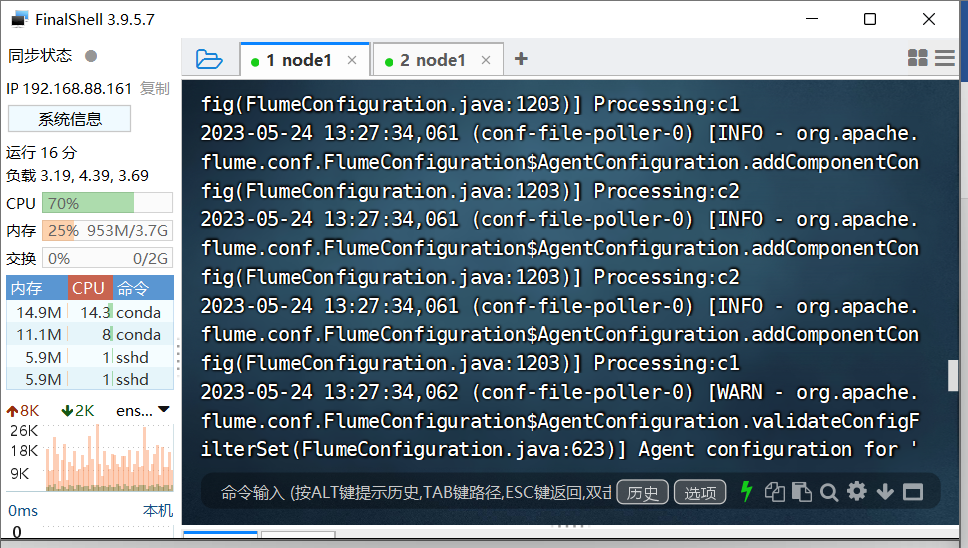 FinalShell 3.9.5.7
同步状态
IP 192.168.88.161 复制
系统信息
运行 16 分
负载 3.19, 4.39, 3.69
CPU 70%
内存 25% 953M/3.7G
交换 0% 0/2G
内存 CPU 命令
14.9M 14.3 conda
11.1M 8 conda
5.9M 1 sshd
5.9M 1 sshd
8K 2K ens...
26K
18K
9K
0ms 本机
0
1 node1
2 node1
fig(FlumeConfiguration.java:1203)] Processing:c1
2023-05-24 13:27:34,061 (conf-file-poller-0) [INFO - org.apache.
flume.conf.FlumeConfiguration$AgentConfiguration.addComponentCon
fig(FlumeConfiguration.java:1203)] Processing:c2
2023-05-24 13:27:34,061 (conf-file-poller-0) [INFO - org.apache.
flume.conf.FlumeConfiguration$AgentConfiguration.addComponentCon
fig(FlumeConfiguration.java:1203)] Processing:c2
2023-05-24 13:27:34,061 (conf-file-poller-0) [INFO - org.apache.
flume.conf.FlumeConfiguration$AgentConfiguration.addComponentCon
fig(FlumeConfiguration.java:1203)] Processing:c1
2023-05-24 13:27:34,062 (conf-file-poller-0) [WARN - org.apache.
flume.conf.FlumeConfiguration$AgentConfiguration.validateConfigF
ilterSet(FlumeConfiguration.java:623)] Agent configuration for '
命令输入 (按ALT键提示历史,TAB键路径,ESC键返回,双击 历史 选项